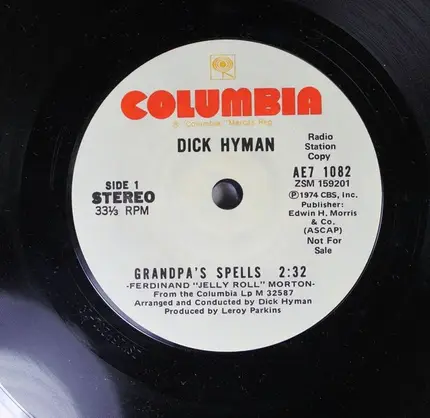 COLUMBIA
® "Columbia," Marcas Reg.
DICK HYMAN
Radio
Station
Copy
SIDE 1
STEREO
33⅓ RPM
AE7 1082
ZSM 159201
Ⓟ 1974 CBS, Inc.
Publisher:
Edwin H. Morris
& Co.
(ASCAP)
Not For
Sale
GRANDPA'S SPELLS 2:32
-FERDINAND "JELLY ROLL" MORTON-
From the Columbia Lp M 32587
Arranged and Conducted by Dick Hyman
Produced by Leroy Parkins